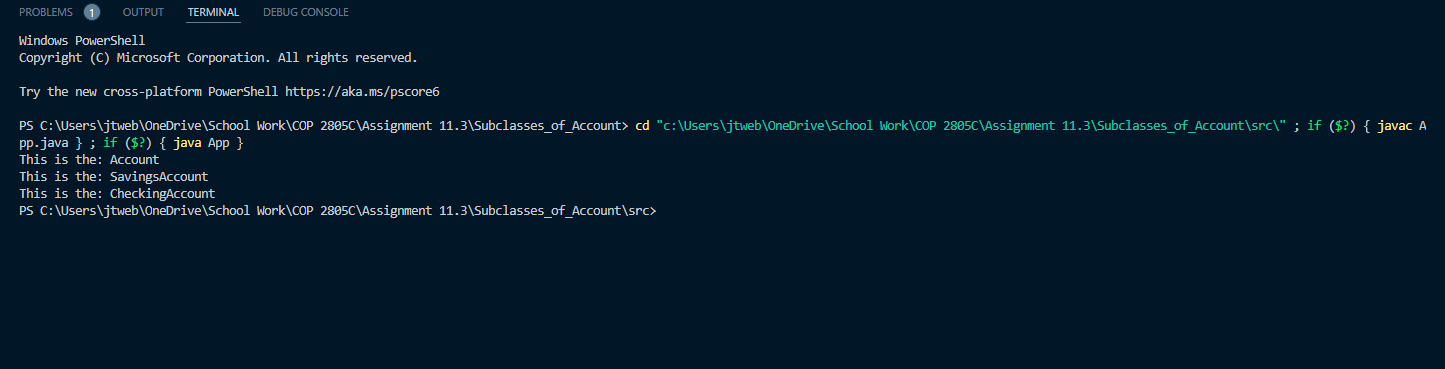 PROBLEMS 1 OUTPUT TERMINAL DEBUG CONSOLE
Windows PowerShell
Copyright (C) Microsoft Corporation. All rights reserved.
Try the new cross-platform PowerShell https://aka.ms/pscore6
PS C:\Users\jtweb\OneDrive\School Work\COP 2805C\Assignment 11.3\Subclasses_of_Account> cd "c:\Users\jtweb\OneDrive\School Work\COP 2805C\Assignment 11.3\Subclasses_of_Account\src\" ; if ($?) { javac A
pp.java } ; if ($?) { java App }
This is the: Account
This is the: SavingsAccount
This is the: CheckingAccount
PS C:\Users\jtweb\OneDrive\School Work\COP 2805C\Assignment 11.3\Subclasses_of_Account\src>